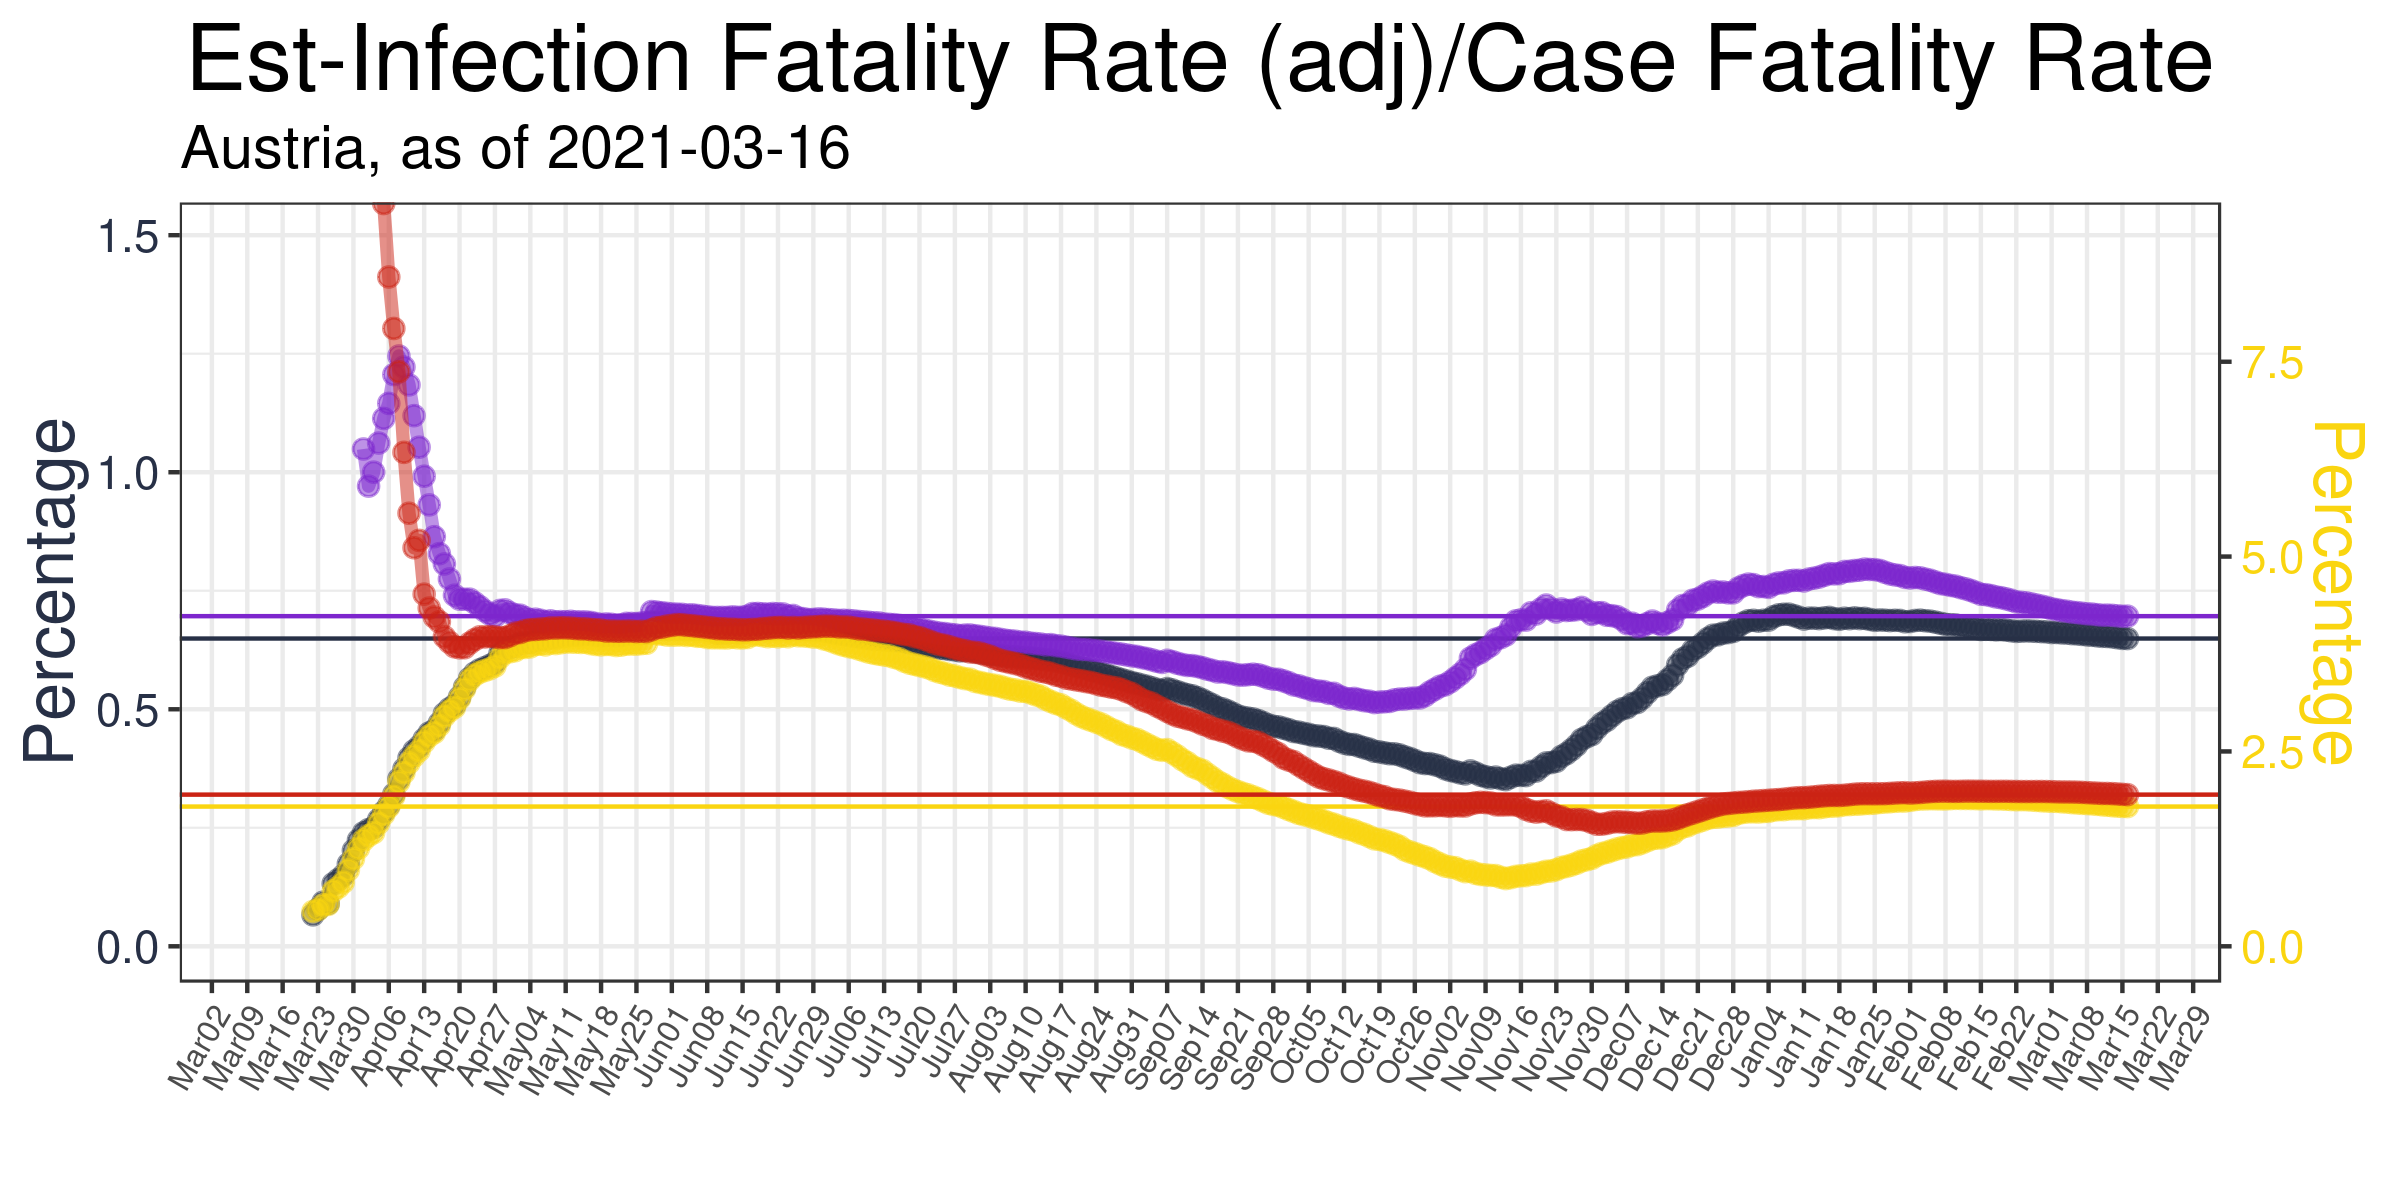 Est-Infection Fatality Rate (adj)/Case Fatality Rate
Austria, as of 2021-03-16
Percentage
1.5
1.0
0.5
0.0
7.5
5.0
2.5
0.0
Percentage
Mar02 Mar09 Mar16 Mar23 Mar30 Apr06 Apr13 Apr20 Apr27 May04 May11 May18 May25 Jun01 Jun08 Jun15 Jun22 Jun29 Jul06 Jul13 Jul20 Jul27 Aug03 Aug10 Aug17 Aug24 Aug31 Sep07 Sep14 Sep21 Sep28 Oct05 Oct12 Oct19 Oct26 Nov02 Nov09 Nov16 Nov23 Nov30 Dec07 Dec14 Dec21 Dec28 Jan04 Jan11 Jan18 Jan25 Feb01 Feb08 Feb15 Feb22 Mar01 Mar08 Mar15 Mar22 Mar29